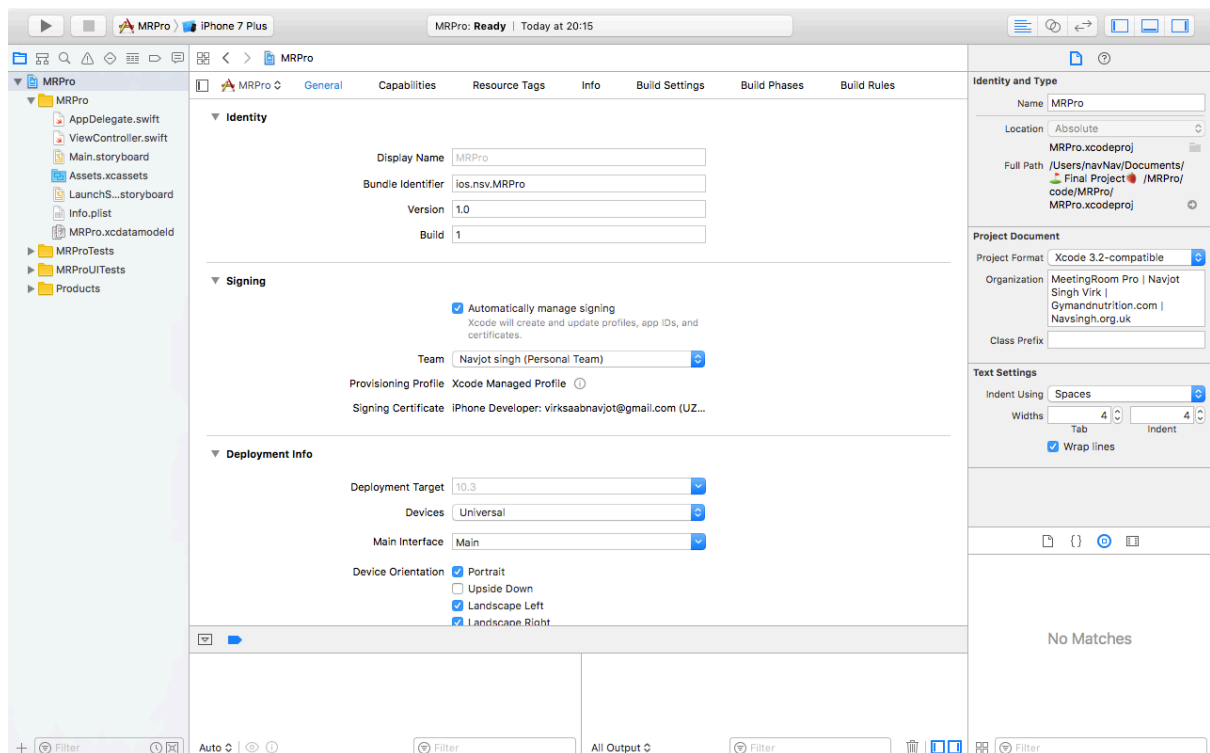 MRPro
iPhone 7 Plus
MRPro: Ready | Today at 20:15
MRPro
MRPro
AppDelegate.swift
ViewController.swift
Main.storyboard
Assets.xcassets
LaunchS...storyboard
Info.plist
MRPro.xcdatamodeld
MRProTests
MRProUITests
Products
Filter
MRPro
MRPro General Capabilities Resource Tags Info Build Settings Build Phases Build Rules
Identity
Display Name MRPro
Bundle Identifier ios.nsv.MRPro
Version 1.0
Build 1
Signing
Automatically manage signing
Xcode will create and update profiles, app IDs, and
certificates.
Team Navjot singh (Personal Team)
Provisioning Profile Xcode Managed Profile
Signing Certificate iPhone Developer: virksaabnavjot@gmail.com (UZ...
Deployment Info
Deployment Target 10.3
Devices Universal
Main Interface Main
Device Orientation Portrait
Upside Down
Landscape Left
Landscape Right
Auto Filter All Output Filter
Identity and Type
Name MRPro
Location Absolute
MRPro.xcodeproj
Full Path /Users/navNav/Documents/
⛳ Final Project /MRPro/
code/MRPro/
MRPro.xcodeproj
Project Document
Project Format Xcode 3.2-compatible
Organization MeetingRoom Pro | Navjot
Singh Virk |
Gymandnutrition.com |
Navsingh.org.uk
Class Prefix
Text Settings
Indent Using Spaces
Widths 4 4
Tab Indent
Wrap lines
{}
No Matches
Filter